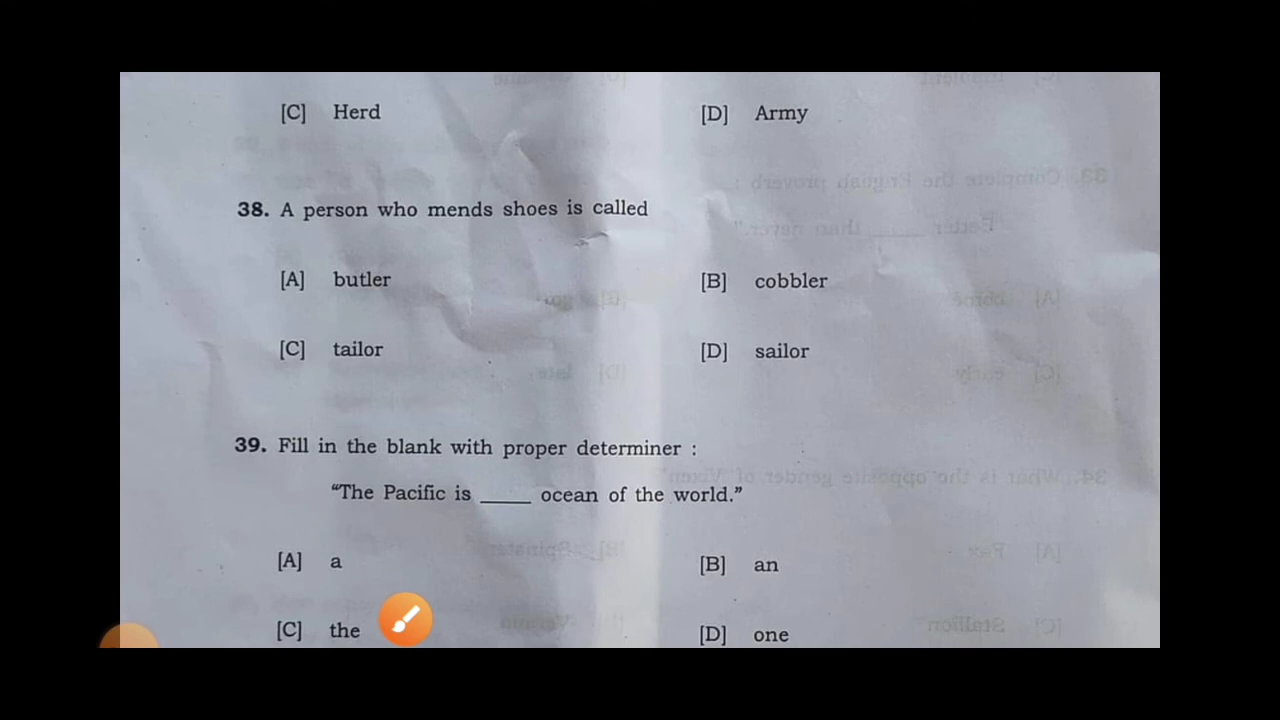 [C] Herd [D] Army
38. A person who mends shoes is called
[A] butler [B] cobbler
[C] tailor [D] sailor
39. Fill in the blank with proper determiner :
“The Pacific is _____ ocean of the world.”
[A] a [B] an
[C] the [D] one